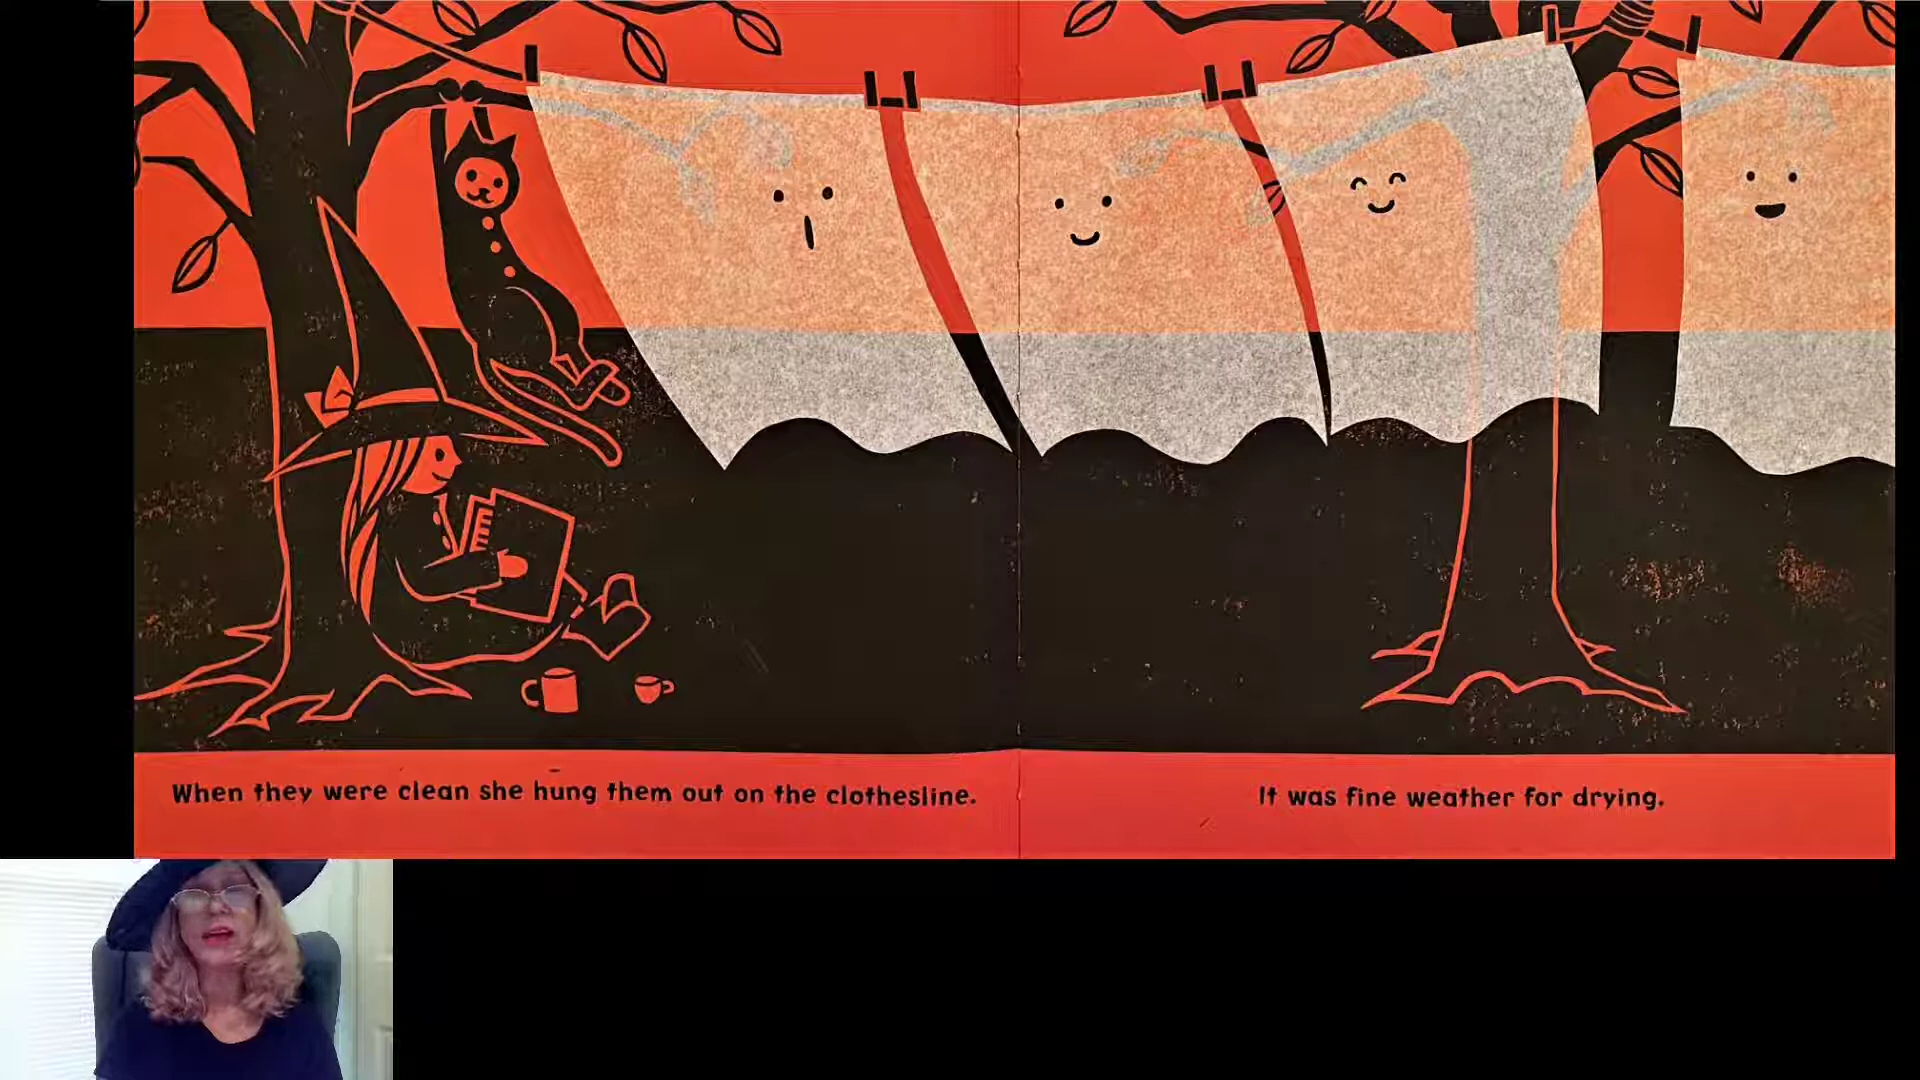 When they were clean she hung them out on the clothesline.
It was fine weather for drying.